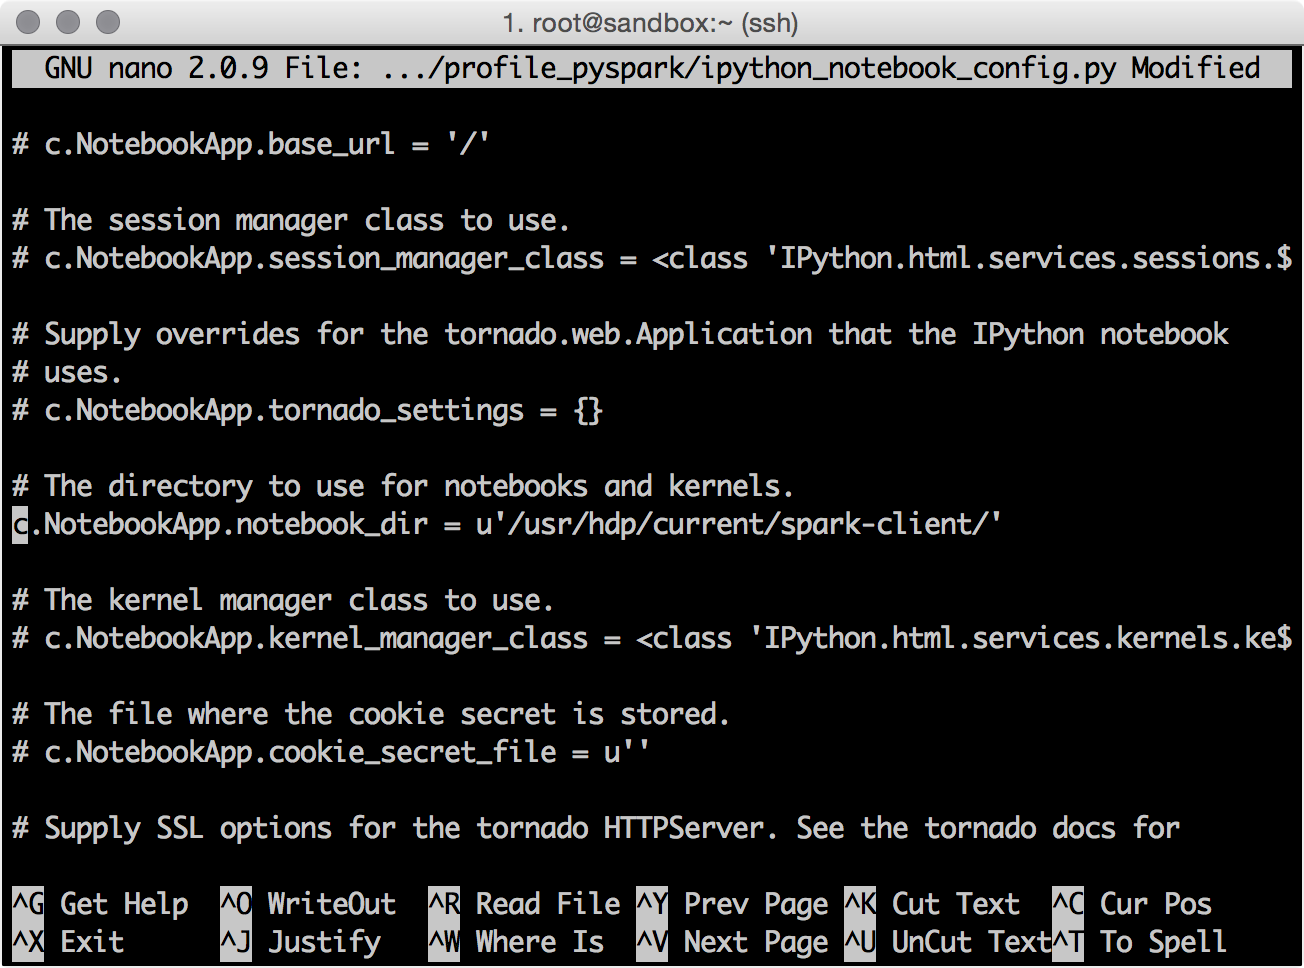 1. root@sandbox:~ (ssh)
GNU nano 2.0.9 File: .../profile_pyspark/ipython_notebook_config.py Modified
# c.NotebookApp.base_url = '/'
# The session manager class to use.
# c.NotebookApp.session_manager_class = <class 'IPython.html.services.sessions.$
# Supply overrides for the tornado.web.Application that the IPython notebook
# uses.
# c.NotebookApp.tornado_settings = {}
# The directory to use for notebooks and kernels.
c.NotebookApp.notebook_dir = u'/usr/hdp/current/spark-client/'
# The kernel manager class to use.
# c.NotebookApp.kernel_manager_class = <class 'IPython.html.services.kernels.ke$
# The file where the cookie secret is stored.
# c.NotebookApp.cookie_secret_file = u''
# Supply SSL options for the tornado HTTPServer. See the tornado docs for
^G Get Help ^O WriteOut ^R Read File ^Y Prev Page ^K Cut Text ^C Cur Pos
^X Exit ^J Justify ^W Where Is ^V Next Page ^U UnCut Text ^T To Spell